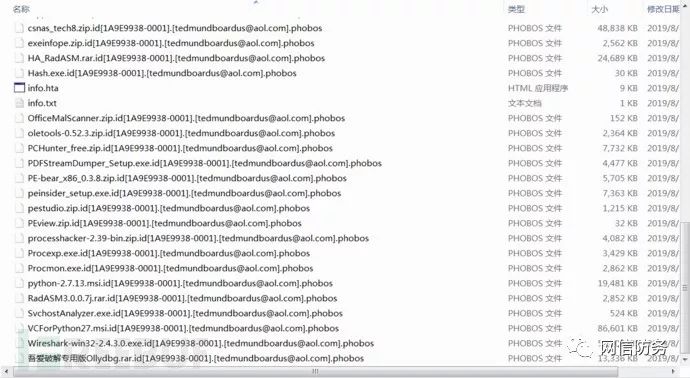 名称 类型 大小 修改日期
csnas_tech8.zip.id[1A9E9938-0001].[tedmundboardus@aol.com].phobos PHOBOS 文件 48,838 KB 2019/8/
exeinfope.zip.id[1A9E9938-0001].[tedmundboardus@aol.com].phobos PHOBOS 文件 2,562 KB 2019/8/
HA_RadASM.rar.id[1A9E9938-0001].[tedmundboardus@aol.com].phobos PHOBOS 文件 24,689 KB 2019/8/
Hash.exe.id[1A9E9938-0001].[tedmundboardus@aol.com].phobos PHOBOS 文件 30 KB 2019/8/
info.hta HTML 应用程序 9 KB 2019/8/
info.txt 文本文档 1 KB 2019/8/
OfficeMalScanner.zip.id[1A9E9938-0001].[tedmundboardus@aol.com].phobos PHOBOS 文件 152 KB 2019/8/
oletools-0.52.3.zip.id[1A9E9938-0001].[tedmundboardus@aol.com].phobos PHOBOS 文件 2,364 KB 2019/8/
PCHunter_free.zip.id[1A9E9938-0001].[tedmundboardus@aol.com].phobos PHOBOS 文件 7,732 KB 2019/8/
PDFStreamDumper_Setup.exe.id[1A9E9938-0001].[tedmundboardus@aol.com].phobos PHOBOS 文件 4,477 KB 2019/8/
PE-bear_x86_0.3.8.zip.id[1A9E9938-0001].[tedmundboardus@aol.com].phobos PHOBOS 文件 5,705 KB 2019/8/
peinsider_setup.exe.id[1A9E9938-0001].[tedmundboardus@aol.com].phobos PHOBOS 文件 7,363 KB 2019/8/
pestudio.zip.id[1A9E9938-0001].[tedmundboardus@aol.com].phobos PHOBOS 文件 1,215 KB 2019/8/
PEview.zip.id[1A9E9938-0001].[tedmundboardus@aol.com].phobos PHOBOS 文件 32 KB 2019/8/
processhacker-2.39-bin.zip.id[1A9E9938-0001].[tedmundboardus@aol.com].phobos PHOBOS 文件 4,082 KB 2019/8/
Procexp.exe.id[1A9E9938-0001].[tedmundboardus@aol.com].phobos PHOBOS 文件 3,429 KB 2019/8/
Procmon.exe.id[1A9E9938-0001].[tedmundboardus@aol.com].phobos PHOBOS 文件 2,862 KB 2019/8/
python-2.7.13.msi.id[1A9E9938-0001].[tedmundboardus@aol.com].phobos PHOBOS 文件 19,481 KB 2019/8/
RadASM3.0.0.7j.rar.id[1A9E9938-0001].[tedmundboardus@aol.com].phobos PHOBOS 文件 2,852 KB 2019/8/
SvchostAnalyzer.exe.id[1A9E9938-0001].[tedmundboardus@aol.com].phobos PHOBOS 文件 524 KB 2019/8/
VCForPython27.msi.id[1A9E9938-0001].[tedmundboardus@aol.com].phobos PHOBOS 文件 86,601 KB 2019/8/
Wireshark-win32-2.4.3.0.exe.id[1A9E9938-0001].[tedmundboardus@aol.com].phobos PHOBOS 文件
吾爱破解专用版Ollydbg.rar.id[1A9E9938-0001].[tedmundboardus@aol.com].phobos PHOBOS 文件 13,336 KB 2019/8/
网信防务